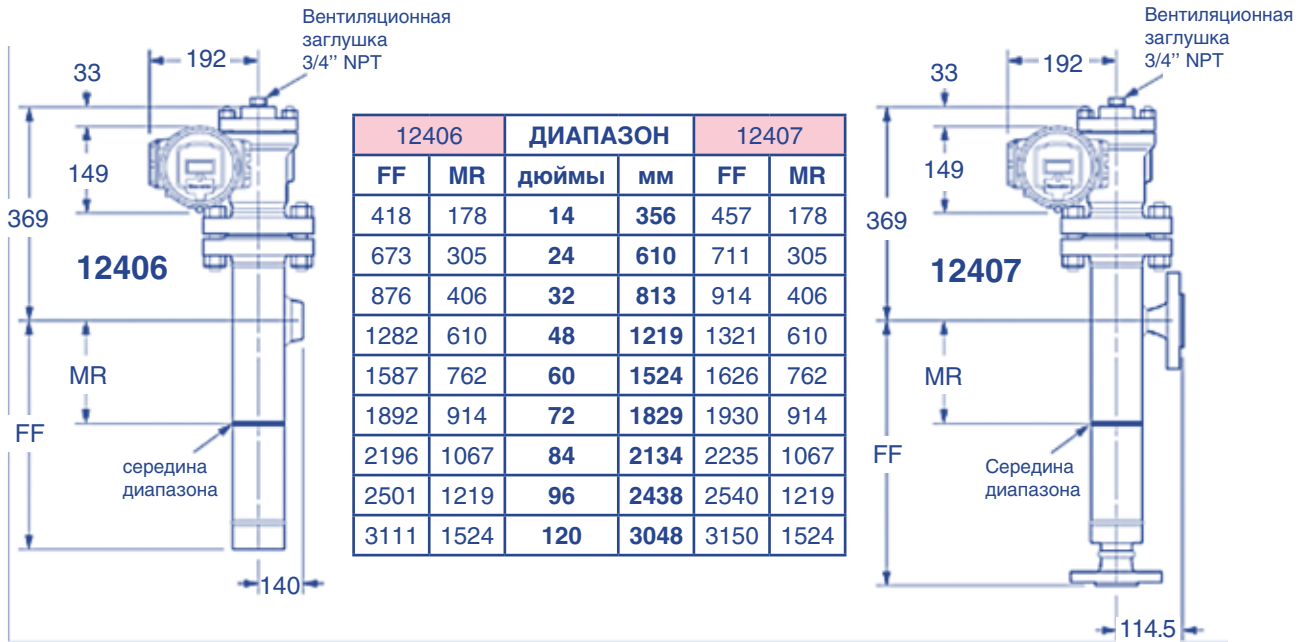 Вентиляционная
заглушка
3/4’’ NPT
192
33
149
369
12406
MR
FF
середина
диапазона
140
12406 ДИАПАЗОН 12407
FF MR дюймы мм FF MR
418 178 14 356 457 178
673 305 24 610 711 305
876 406 32 813 914 406
1282 610 48 1219 1321 610
1587 762 60 1524 1626 762
1892 914 72 1829 1930 914
2196 1067 84 2134 2235 1067
2501 1219 96 2438 2540 1219
3111 1524 120 3048 3150 1524
Вентиляционная
заглушка
3/4’’ NPT
192
33
149
369
12407
MR
FF
Середина
диапазона
114.5